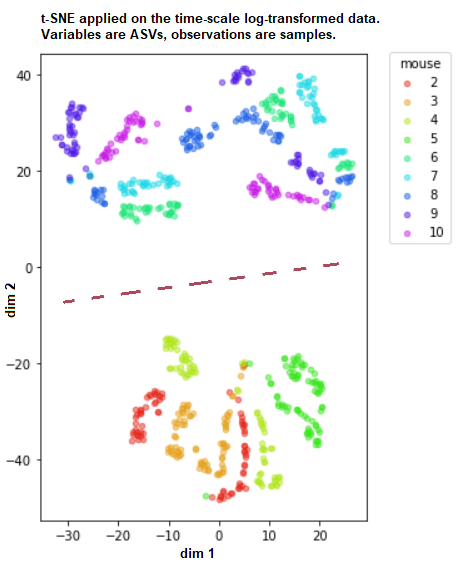 t-SNE applied on the time-scale log-transformed data.
Variables are ASVs, observations are samples.
mouse
2
3
4
5
6
7
8
9
10
40
20
0
−20
−40
dim 2
−30 −20 −10 0 10 20
dim 1